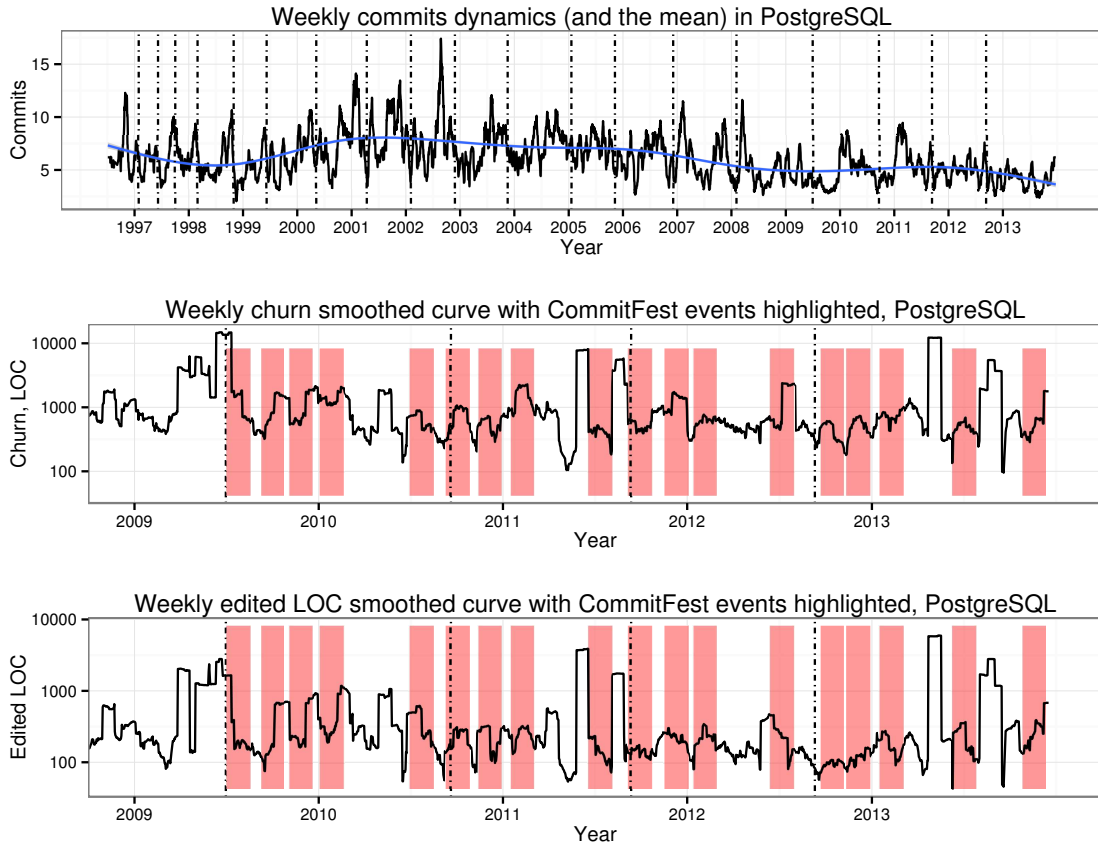 Weekly commits dynamics (and the mean) in PostgreSQL
Commits
15
10
5
1997 1998 1999 2000 2001 2002 2003 2004 2005 2006 2007 2008 2009 2010 2011 2012 2013
Year
Weekly churn smoothed curve with CommitFest events highlighted, PostgreSQL
Churn, LOC
10000
1000
100
2009 2010 2011 2012 2013
Year
Weekly edited LOC smoothed curve with CommitFest events highlighted, PostgreSQL
Edited LOC
10000
1000
100
2009 2010 2011 2012 2013
Year